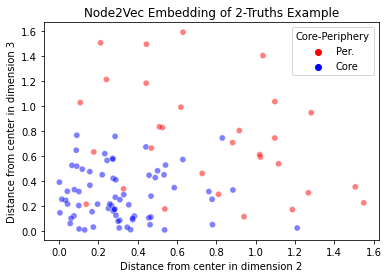 Node2Vec Embedding of 2-Truths Example
Distance from center in dimension 3
1.6
1.4
1.2
1.0
0.8
0.6
0.4
0.2
0.0
Core-Periphery
Per.
Core
0.0 0.2 0.4 0.6 0.8 1.0 1.2 1.4
Distance from center in dimension 2